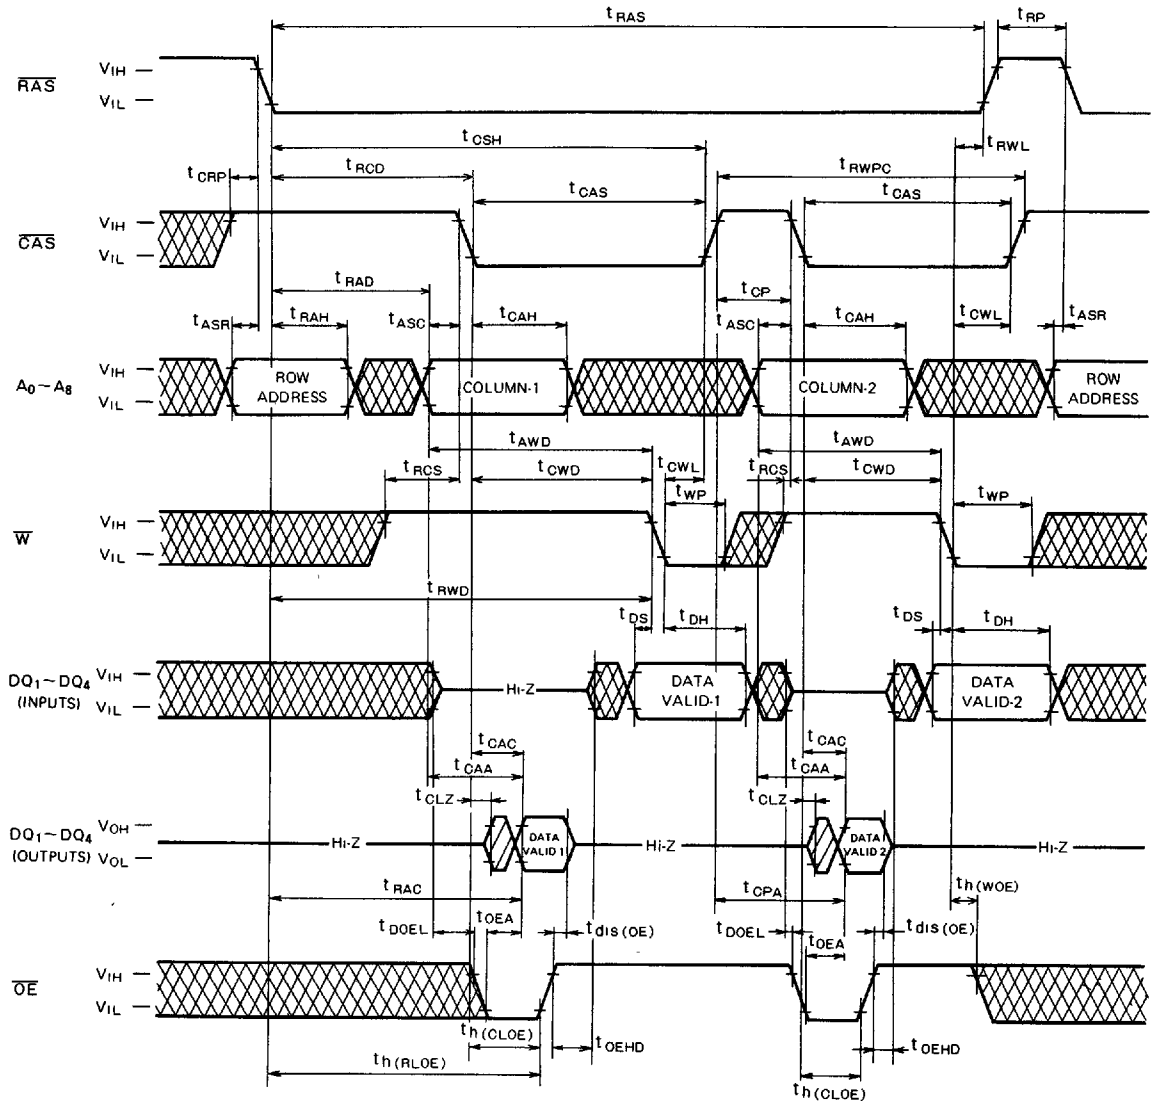 tRAS
tRP
RAS
VIH
VIL
tCSH
tRWL
tCRP
tRCD
tRWPC
tCAS
tCAS
CAS
VIH
VIL
tRAD
tCP
tASR
tRAH
tASC
tCAH
tASC
tCAH
tCWL
tASR
A0~A8
VIH
VIL
ROW
ADDRESS
COLUMN-1
COLUMN-2
ROW
ADDRESS
tAWD
tAWD
tRCS
tCWD
tCWL
tRCS
tCWD
tWP
tWP
W
VIH
VIL
tRWD
tDS
tDH
tDS
tDH
DQ1~DQ4
(INPUTS)
VIH
VIL
Hi-Z
DATA
VALID-1
DATA
VALID-2
tCAC
tCAC
tCAA
tCAA
tCLZ
tCLZ
DQ1~DQ4
(OUTPUTS)
VOH
VOL
Hi-Z
DATA
VALID 1
Hi-Z
DATA
VALID 2
Hi-Z
tRAC
tCPA
th(WOE)
tDOEL
tOEA
tDIS(OE)
tDOEL
tOEA
tDIS(OE)
OE
VIH
VIL
th(CLOE)
tOEHD
tOEHD
th(RLOE)
th(CLOE)